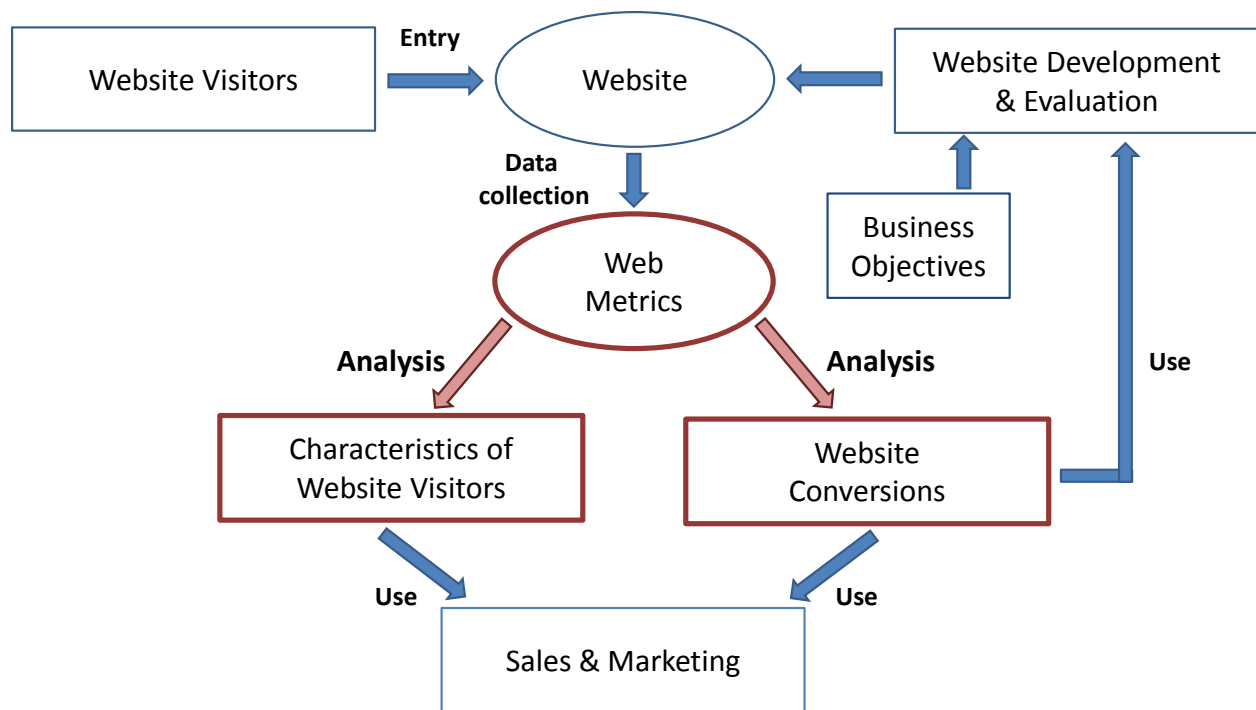 Entry
Website Visitors
Website
Website Development
& Evaluation
Data
collection
Business
Objectives
Web
Metrics
Analysis
Analysis
Use
Characteristics of
Website Visitors
Website
Conversions
Use
Use
Sales & Marketing